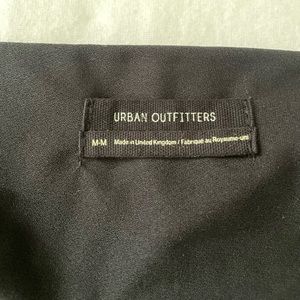 URBAN OUTFITTERS
M-M Made in United Kingdom / Fabriqué au Royaume-uni